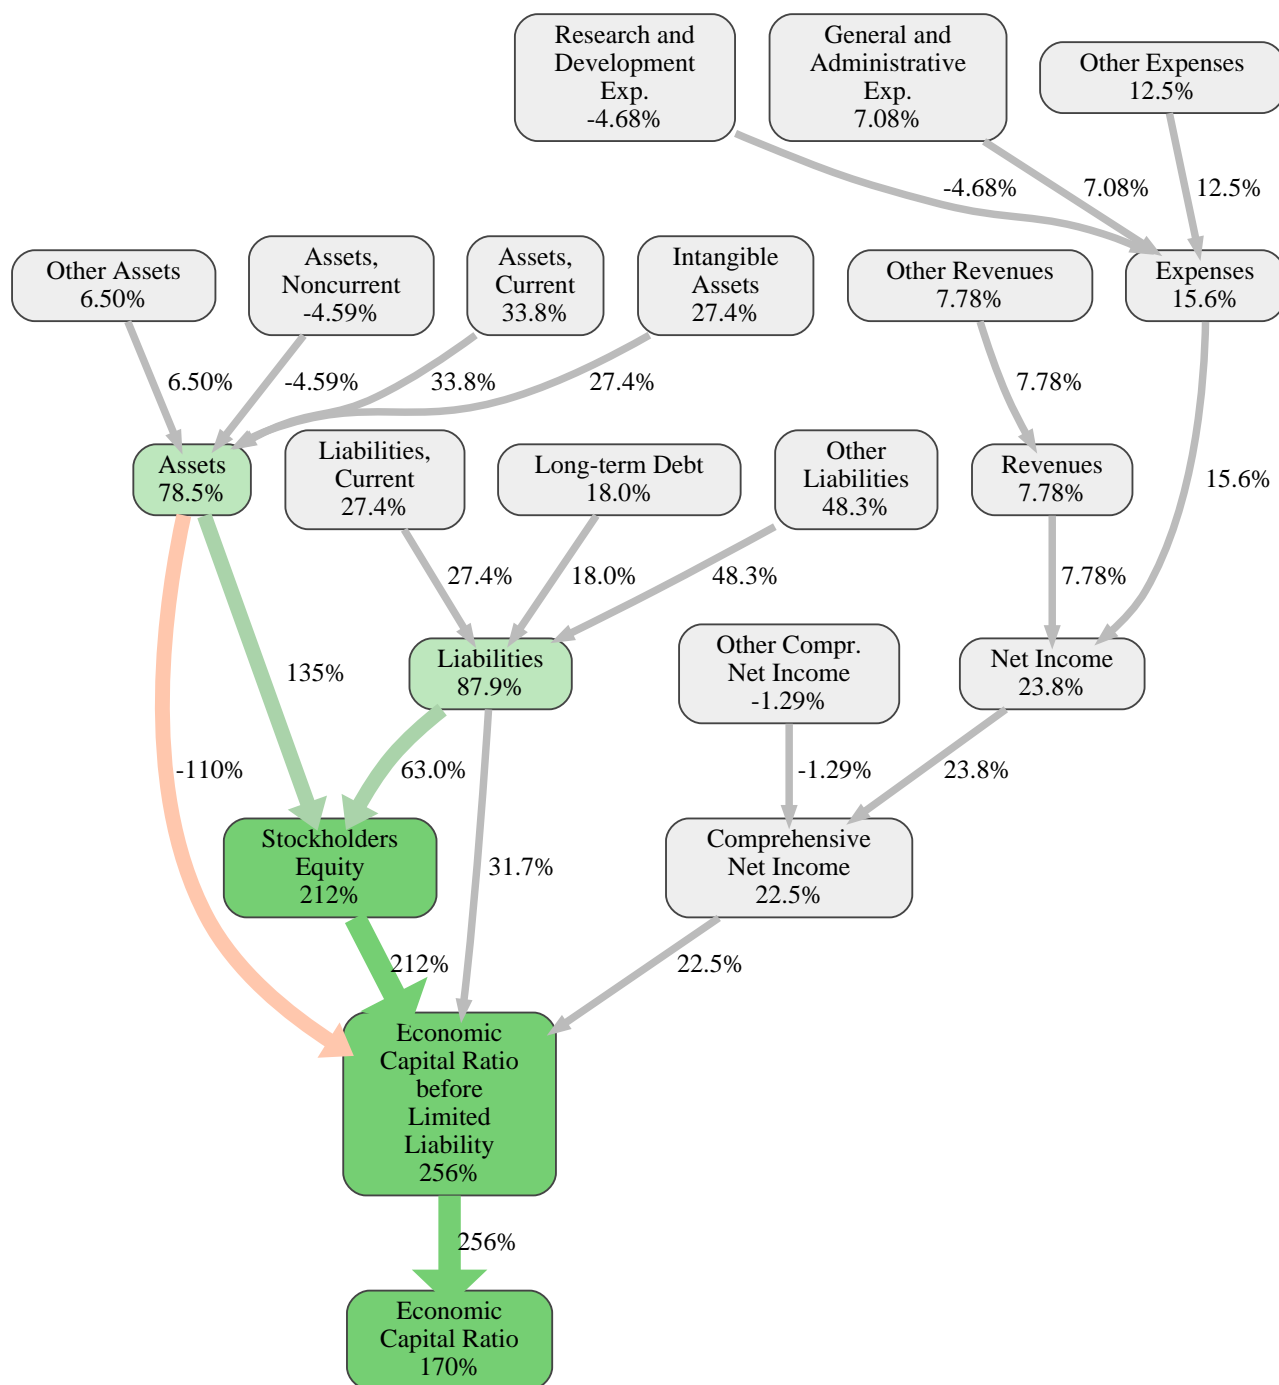 Research and
Development
Exp.
-4.68%
General and
Administrative
Exp.
7.08%
Other Expenses
12.5%
-4.68%
7.08%
12.5%
Other Assets
6.50%
Assets,
Noncurrent
-4.59%
Assets,
Current
33.8%
Intangible
Assets
27.4%
Other Revenues
7.78%
Expenses
15.6%
6.50%
-4.59%
33.8%
27.4%
7.78%
15.6%
Assets
78.5%
Liabilities,
Current
27.4%
Long-term Debt
18.0%
Other
Liabilities
48.3%
Revenues
7.78%
27.4%
18.0%
48.3%
7.78%
135%
-110%
Liabilities
87.9%
Other Compr.
Net Income
-1.29%
Net Income
23.8%
63.0%
31.7%
-1.29%
23.8%
Stockholders
Equity
212%
Comprehensive
Net Income
22.5%
212%
22.5%
Economic
Capital Ratio
before
Limited
Liability
256%
256%
Economic
Capital Ratio
170%